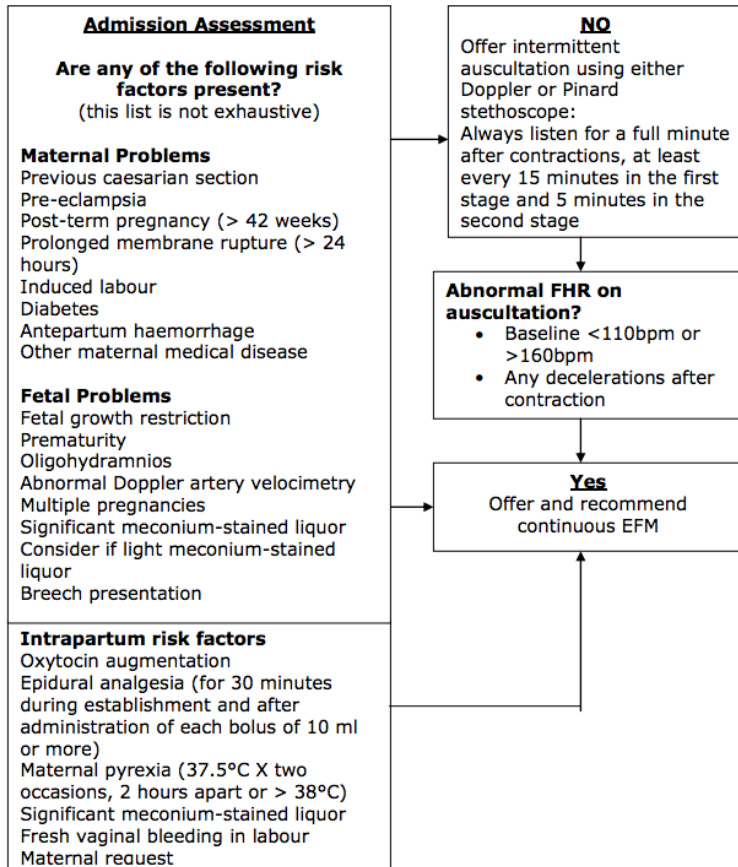 Admission Assessment
Are any of the following risk
factors present?
(this list is not exhaustive)
Maternal Problems
Previous caesarian section
Pre-eclampsia
Post-term pregnancy (> 42 weeks)
Prolonged membrane rupture (> 24
hours)
Induced labour
Diabetes
Antepartum haemorrhage
Other maternal medical disease
Fetal Problems
Fetal growth restriction
Prematurity
Oligohydramnios
Abnormal Doppler artery velocimetry
Multiple pregnancies
Significant meconium-stained liquor
Consider if light meconium-stained
liquor
Breech presentation
Intrapartum risk factors
Oxytocin augmentation
Epidural analgesia (for 30 minutes
during establishment and after
administration of each bolus of 10 ml
or more)
Maternal pyrexia (37.5°C X two
occasions, 2 hours apart or > 38°C)
Significant meconium-stained liquor
Fresh vaginal bleeding in labour
Maternal request
NO
Offer intermittent
auscultation using either
Doppler or Pinard
stethoscope:
Always listen for a full minute
after contractions, at least
every 15 minutes in the first
stage and 5 minutes in the
second stage
Abnormal FHR on
auscultation?
• Baseline <110bpm or
>160bpm
• Any decelerations after
contraction
Yes
Offer and recommend
continuous EFM